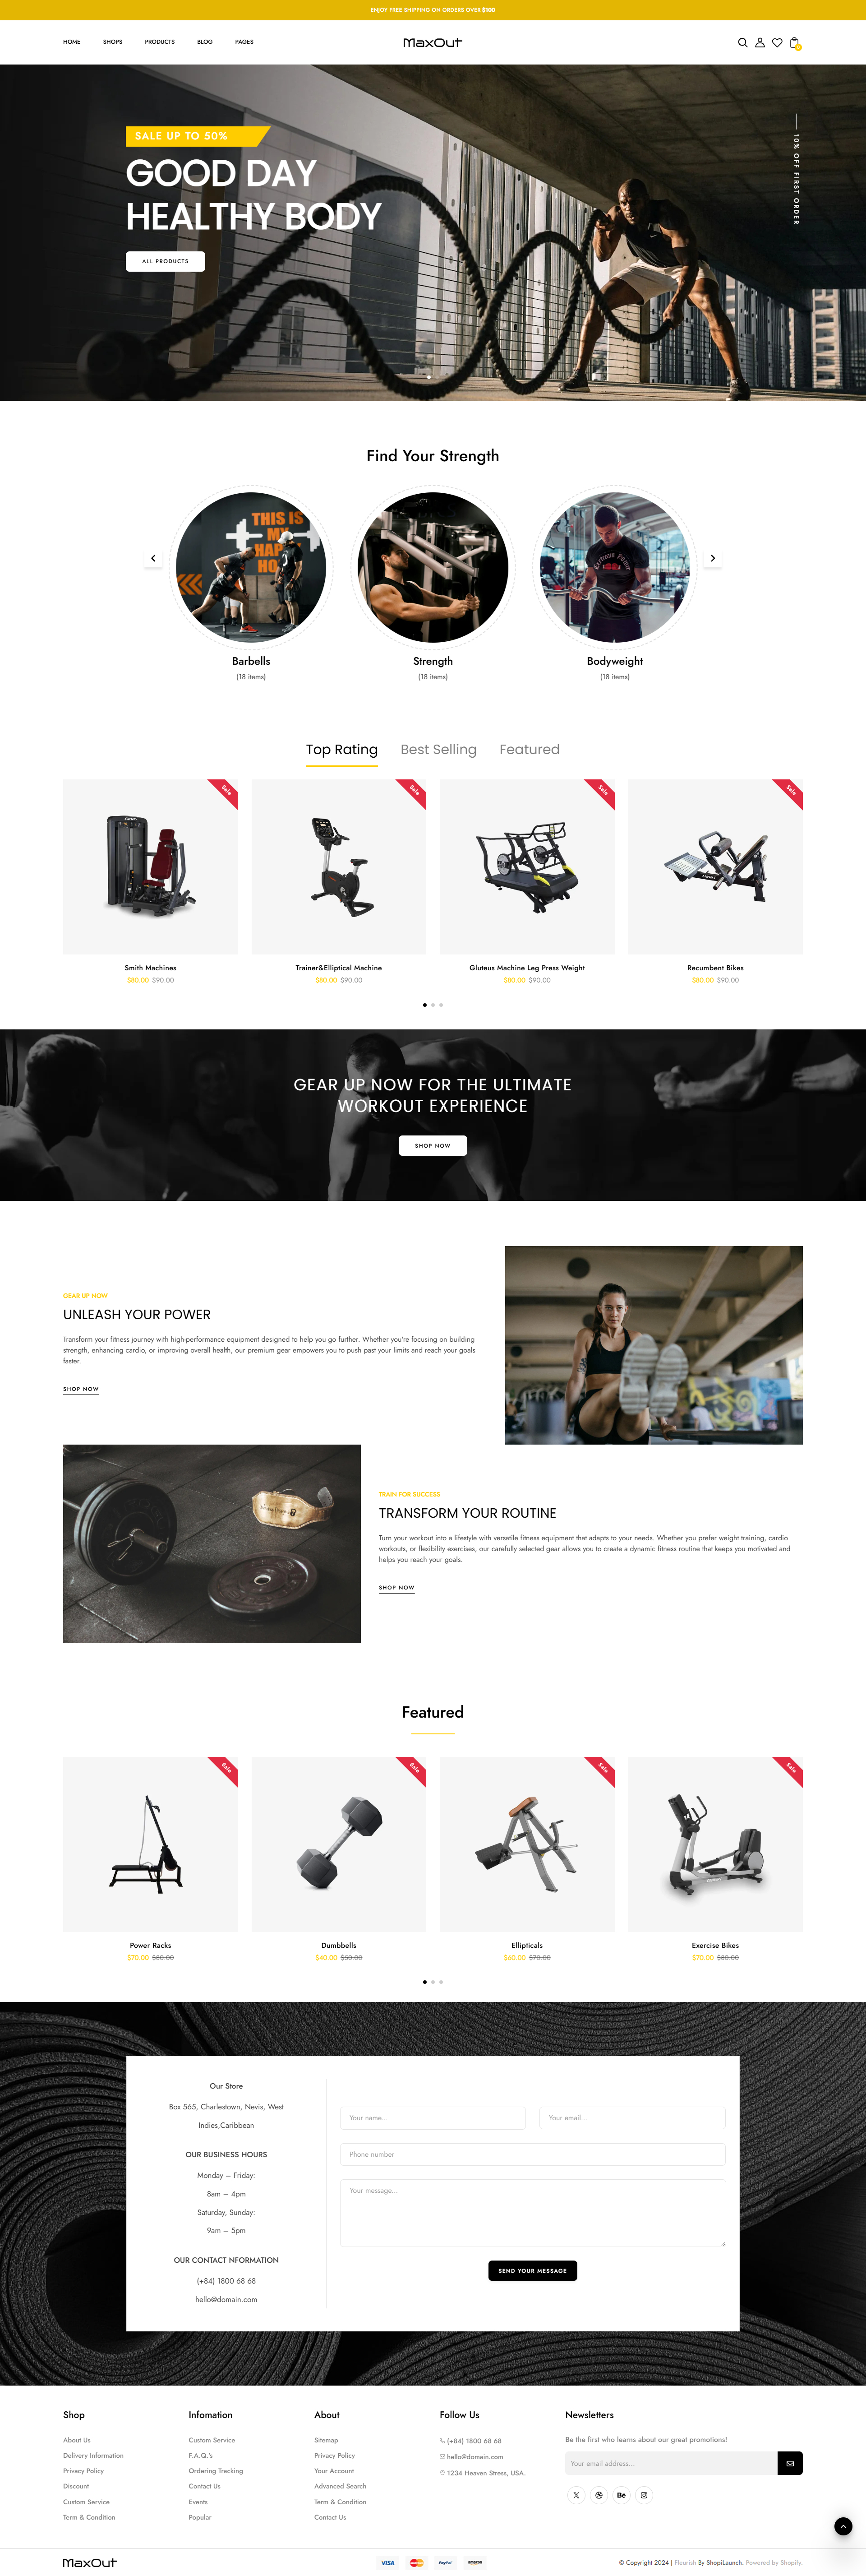 ENJOY FREE SHIPPING ON ORDERS OVER $100
HOME SHOPS PRODUCTS BLOG PAGES
MaxOut
0
SALE UP TO 50%
GOOD DAY
HEALTHY BODY
ALL PRODUCTS
10% OFF FIRST ORDER
Find Your Strength
THIS IS
MY
HAP
HO
Barbells
(18 items)
Strength
(18 items)
Bodyweight
(18 items)
Top Rating Best Selling Featured
Sale
Sale
Sale
Sale
Smith Machines
$80.00 $90.00
Trainer&Elliptical Machine
$80.00 $90.00
Gluteus Machine Leg Press Weight
$80.00 $90.00
Recumbent Bikes
$80.00 $90.00
GEAR UP NOW FOR THE ULTIMATE
WORKOUT EXPERIENCE
SHOP NOW
GEAR UP NOW
UNLEASH YOUR POWER
Transform your fitness journey with high-performance equipment designed to help you go further. Whether you're focusing on building
strength, enhancing cardio, or improving overall health, our premium gear empowers you to push past your limits and reach your goals
faster.
SHOP NOW
TRAIN FOR SUCCESS
TRANSFORM YOUR ROUTINE
Turn your workout into a lifestyle with versatile fitness equipment that adapts to your needs. Whether you prefer weight training, cardio
workouts, or flexibility exercises, our carefully selected gear allows you to create a dynamic fitness routine that keeps you motivated and
helps you reach your goals.
SHOP NOW
Featured
Sale
Sale
Sale
Sale
Power Racks
$70.00 $80.00
Dumbbells
$40.00 $50.00
Ellipticals
$60.00 $70.00
Exercise Bikes
$70.00 $80.00
Our Store
Box 565, Charlestown, Nevis, West
Indies,Caribbean
OUR BUSINESS HOURS
Monday – Friday:
8am – 4pm
Saturday, Sunday:
9am – 5pm
OUR CONTACT NFORMATION
(+84) 1800 68 68
hello@domain.com
Your name...
Your email...
Phone number
Your message...
SEND YOUR MESSAGE
Shop
About Us
Delivery Information
Privacy Policy
Discount
Custom Service
Term & Condition
Infomation
Custom Service
F.A.Q.'s
Ordering Tracking
Contact Us
Events
Popular
About
Sitemap
Privacy Policy
Your Account
Advanced Search
Term & Condition
Contact Us
Follow Us
(+84) 1800 68 68
hello@domain.com
1234 Heaven Stress, USA.
Newsletters
Be the first who learns about our great promotions!
Your email address...
Bē
MaxOut
VISA
MasterCard
PayPal
amazon
© Copyright 2024 | Fleurish By ShopiLaunch. Powered by Shopify.